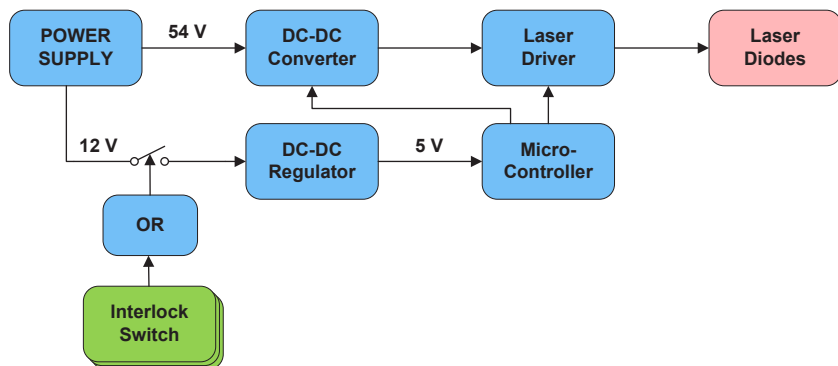 POWER
SUPPLY
54 V
DC-DC
Converter
Laser
Driver
Laser
Diodes
12 V
DC-DC
Regulator
5 V
Micro-
Controller
OR
Interlock
Switch